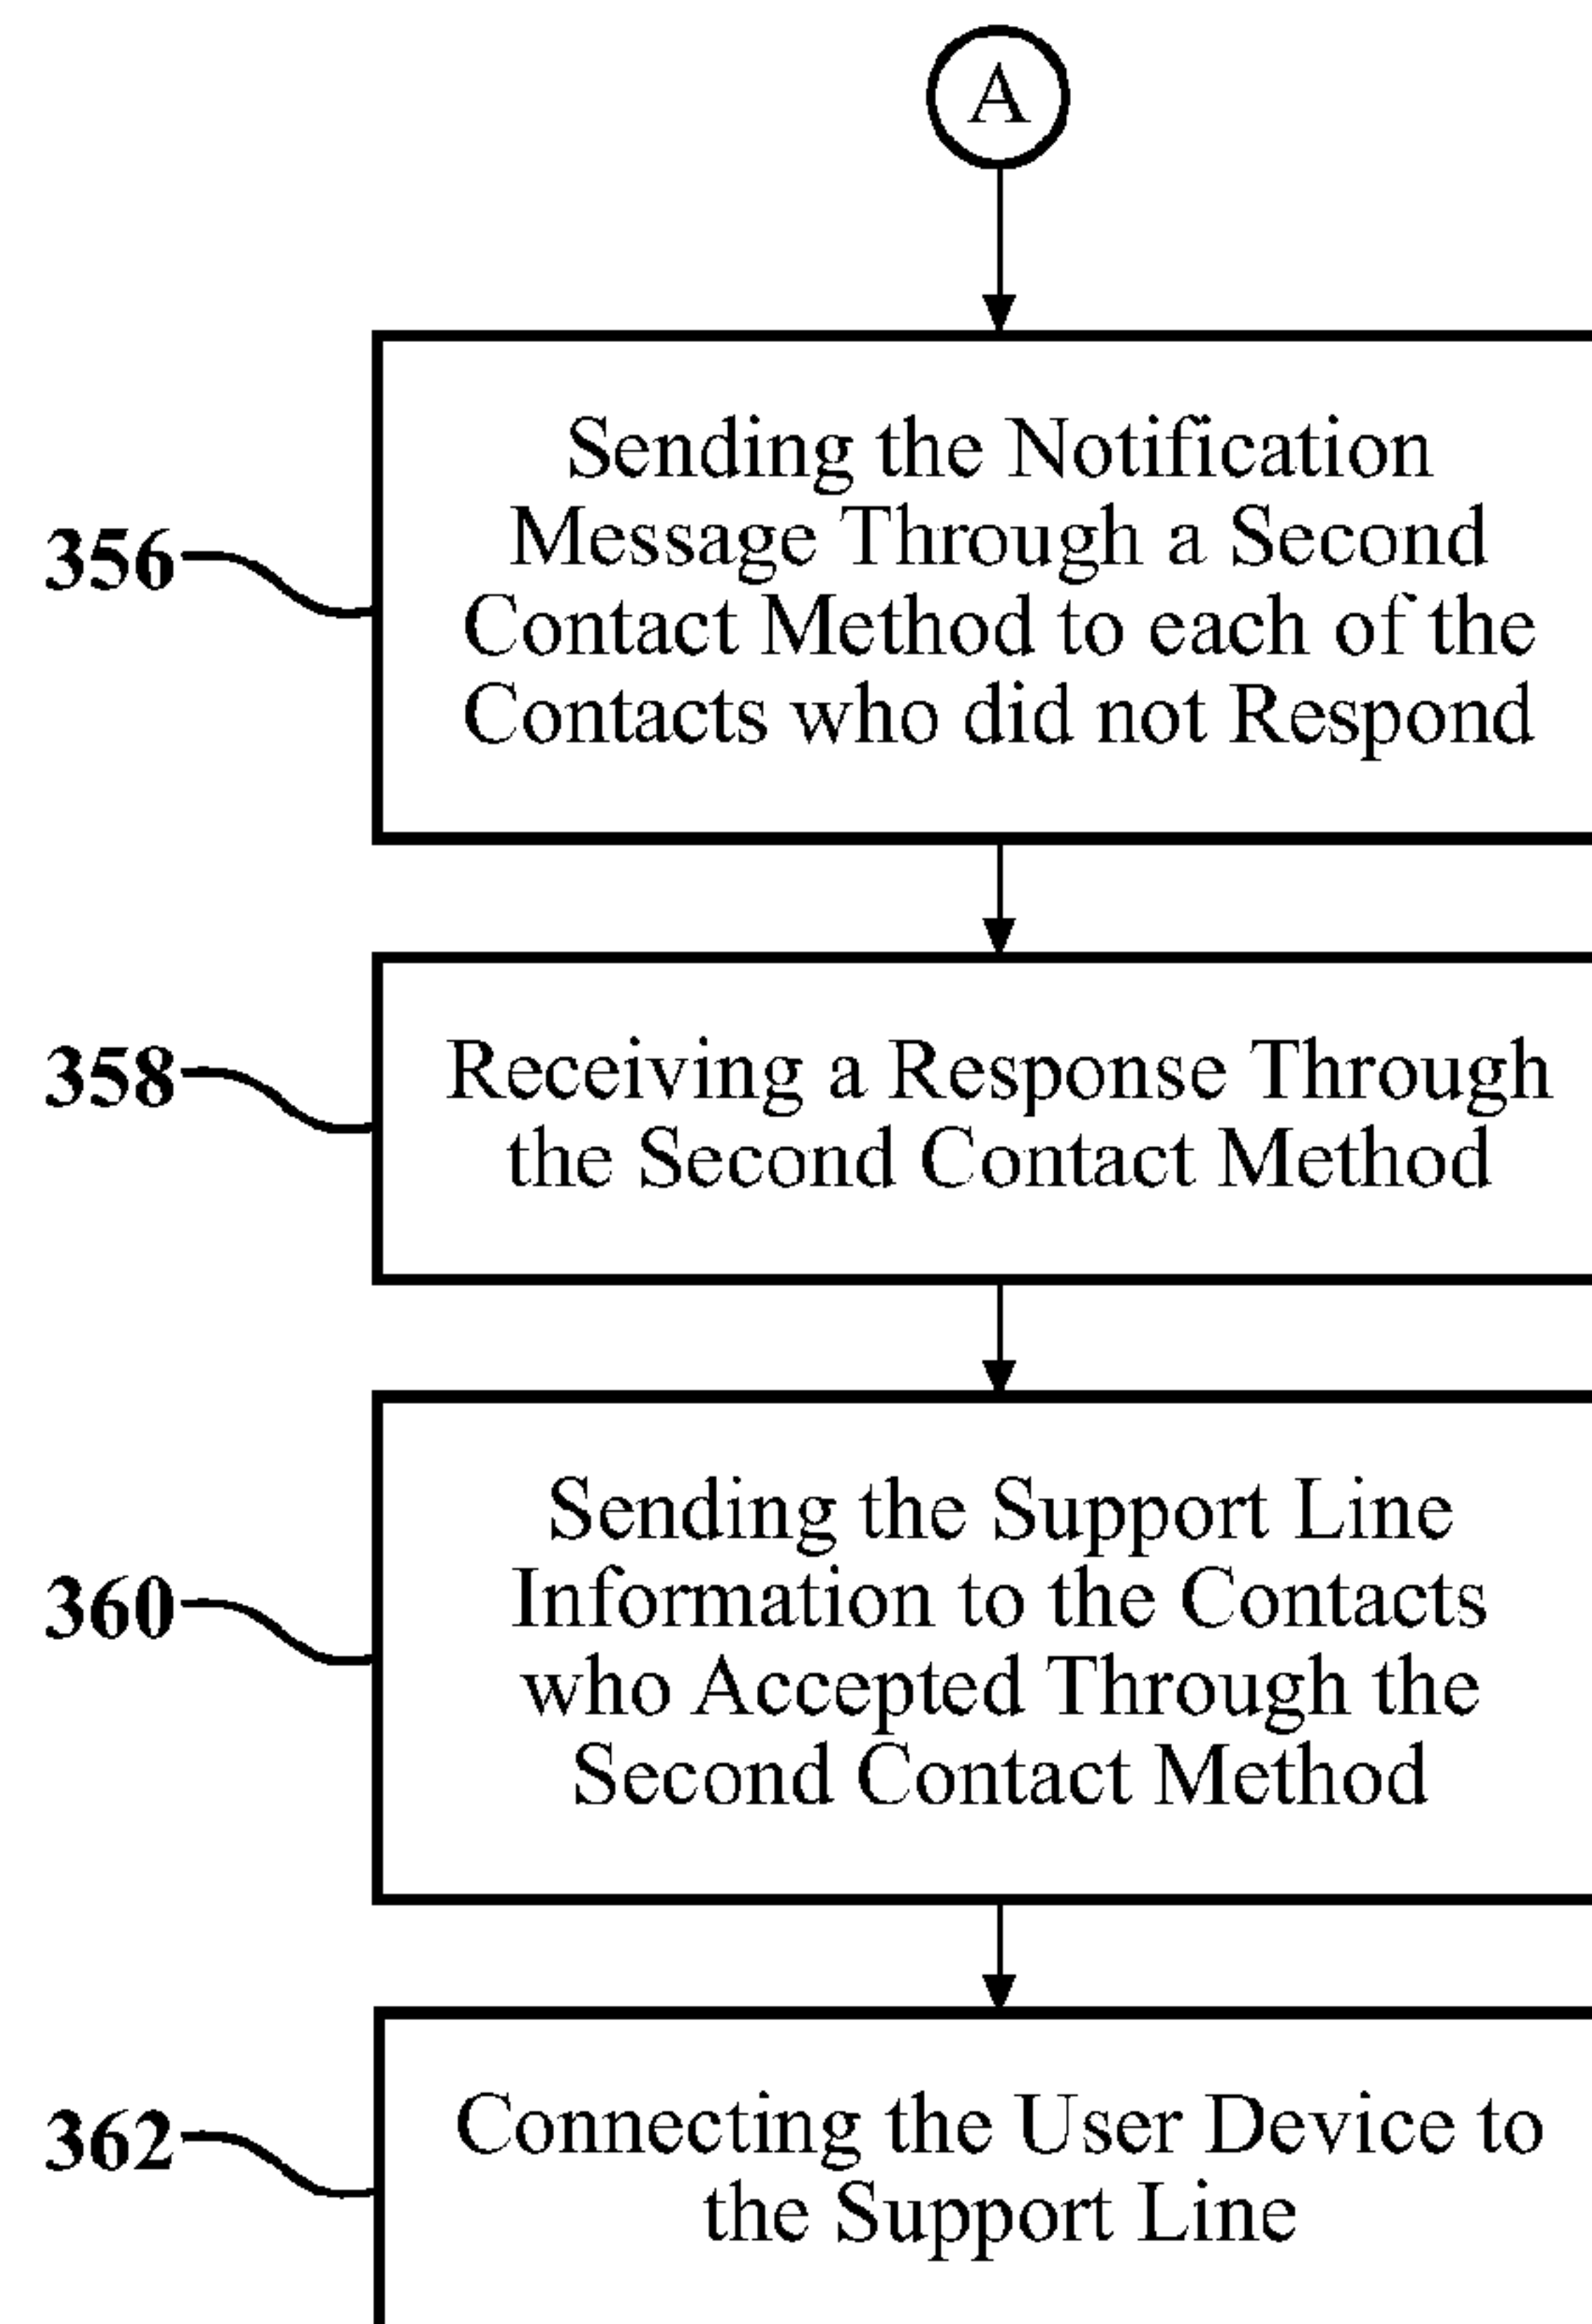 A
356
Sending the Notification
Message Through a Second
Contact Method to each of the
Contacts who did not Respond
358
Receiving a Response Through
the Second Contact Method
360
Sending the Support Line
Information to the Contacts
who Accepted Through the
Second Contact Method
362
Connecting the User Device to
the Support Line